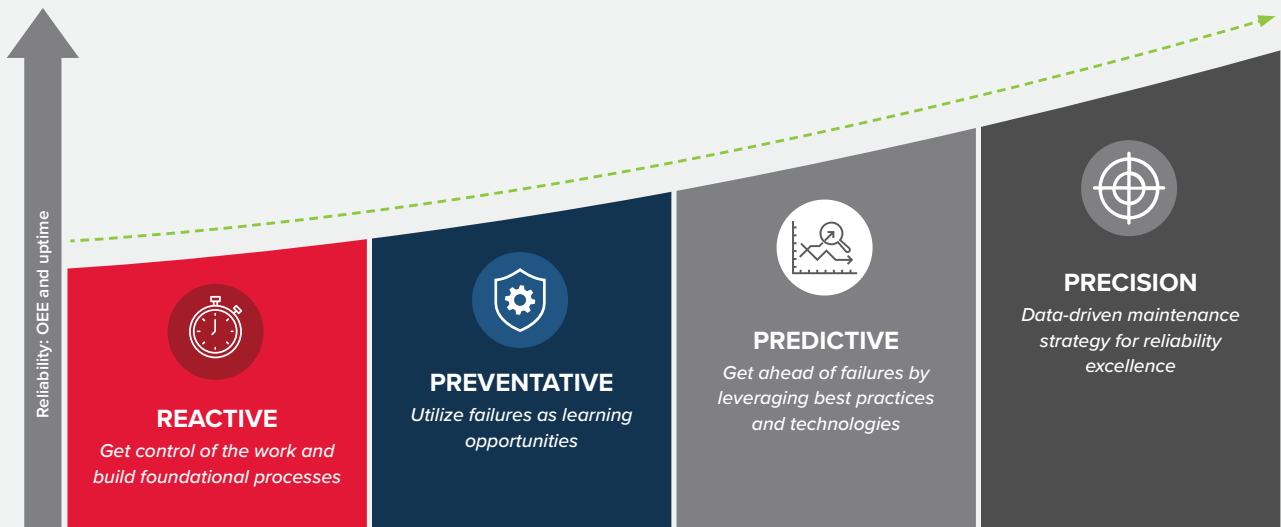 Reliability: OEE and uptime
REACTIVE
Get control of the work and
build foundational processes
PREVENTATIVE
Utilize failures as learning
opportunities
PREDICTIVE
Get ahead of failures by
leveraging best practices
and technologies
PRECISION
Data-driven maintenance
strategy for reliability
excellence